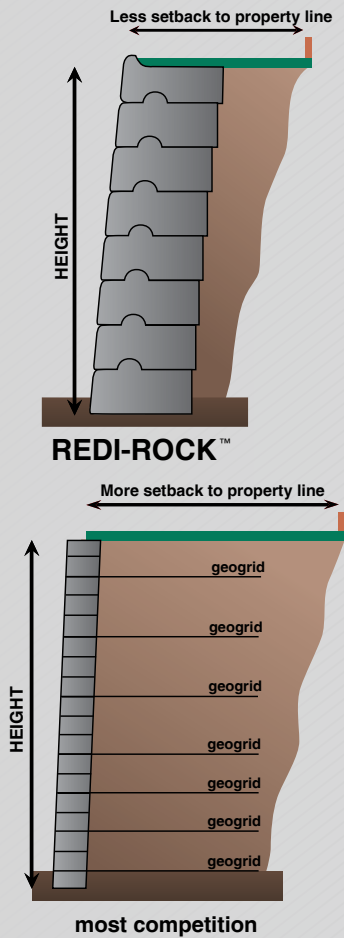 Less setback to property line
HEIGHT
REDI-ROCK™
More setback to property line
geogrid
geogrid
geogrid
HEIGHT
geogrid
geogrid
geogrid
geogrid
most competition